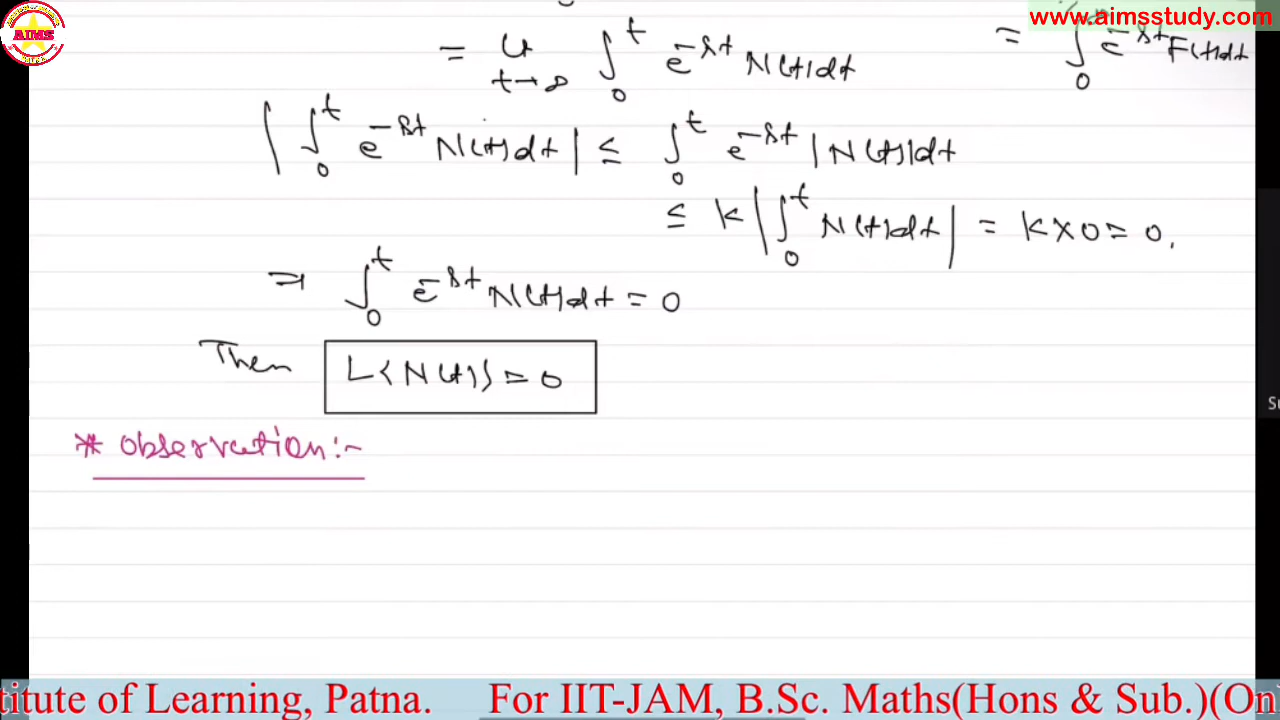 AIMS
www.aimsstudy.com
= Lt t→∞ ∫₀ᵗ e^{-st} N(t)dt
= ∫₀ e^{-st} F(t)dt
| ∫₀ᵗ e^{-st} N(t)dt | ≤ ∫₀ᵗ e^{-st} |N(t)|dt
≤ K | ∫₀ᵗ N(t)dt | = K×0 = 0.
⇒ ∫₀ᵗ e^{-st} N(t)dt = 0
Then L{N(t)} = 0
* Observation:-
titute of Learning, Patna. For IIT-JAM, B.Sc. Maths(Hons & Sub.)(On